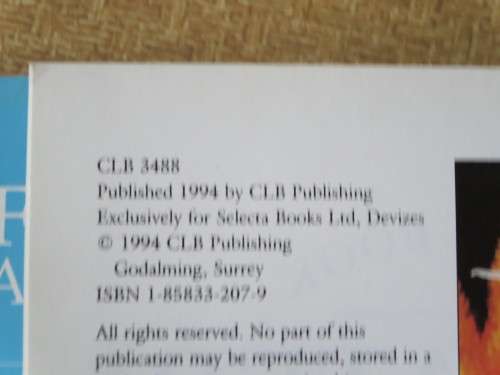 CLB 3488
Published 1994 by CLB Publishing
Exclusively for Selecta Books Ltd, Devizes
© 1994 CLB Publishing
Godalming, Surrey
ISBN 1-85833-207-9
All rights reserved. No part of this
publication may be reproduced, stored in a
F
A